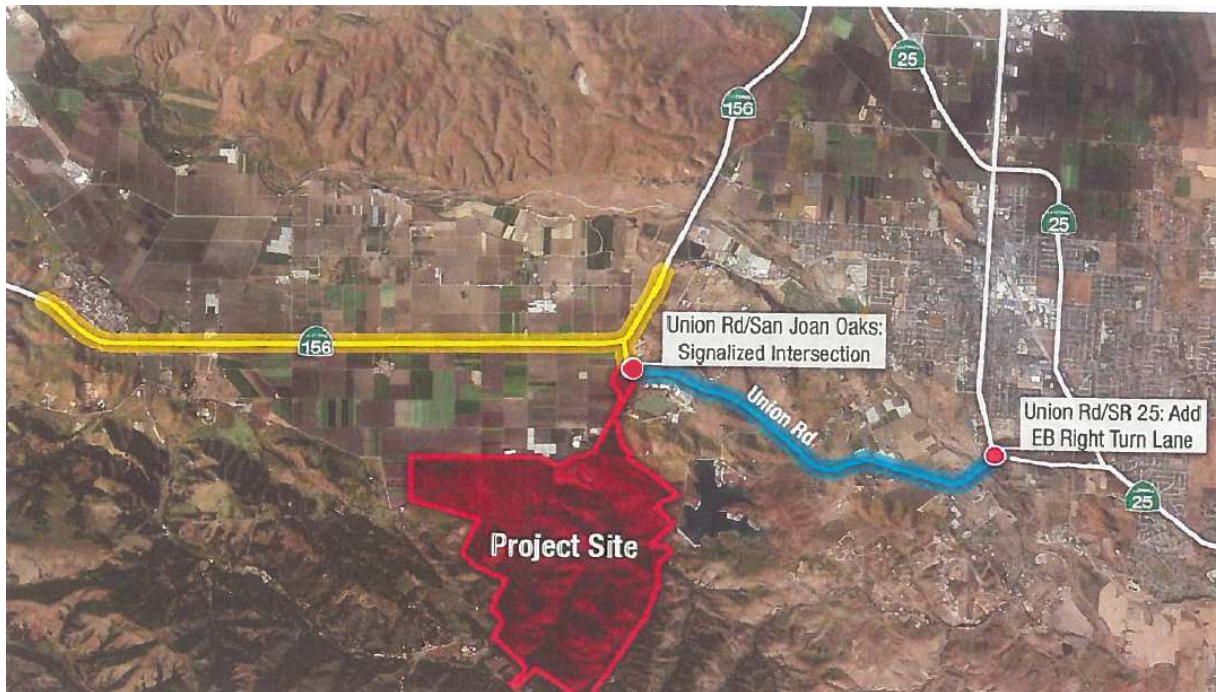 25
156
25
156
Union Rd/San Joan Oaks:
Signalized Intersection
Union Rd
Union Rd/SR 25: Add
EB Right Turn Lane
25
Project Site